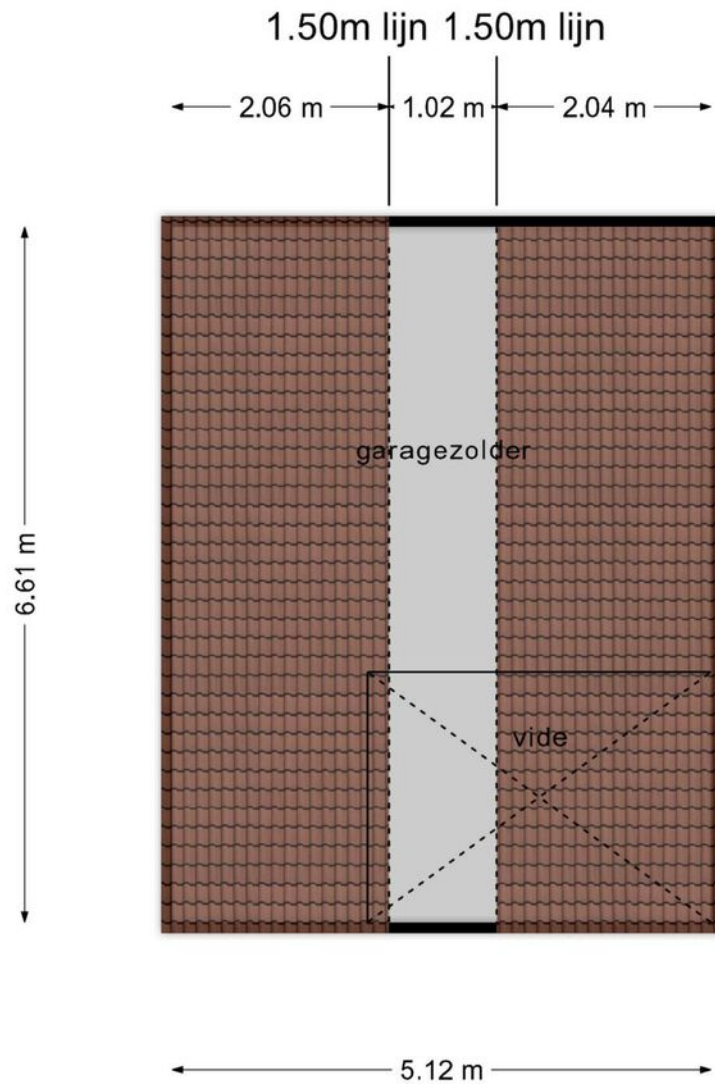 1.50m lijn 1.50m lijn
2.06 m 1.02 m 2.04 m
garagezolder
6.61 m
vide
5.12 m